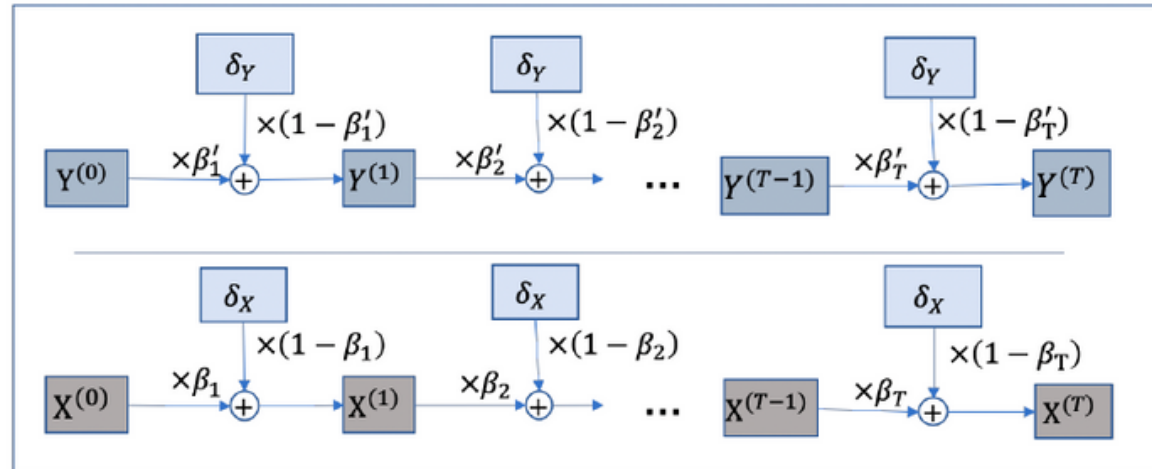 δ_Y δ_Y δ_Y
×(1 − β′_1) ×(1 − β′_2) ×(1 − β′_T)
Y^(0) ×β′_1 + Y^(1) ×β′_2 + ... Y^(T−1) ×β′_T + Y^(T)
δ_X δ_X δ_X
×(1 − β_1) ×(1 − β_2) ×(1 − β_T)
X^(0) ×β_1 + X^(1) ×β_2 + ... X^(T−1) ×β_T + X^(T)